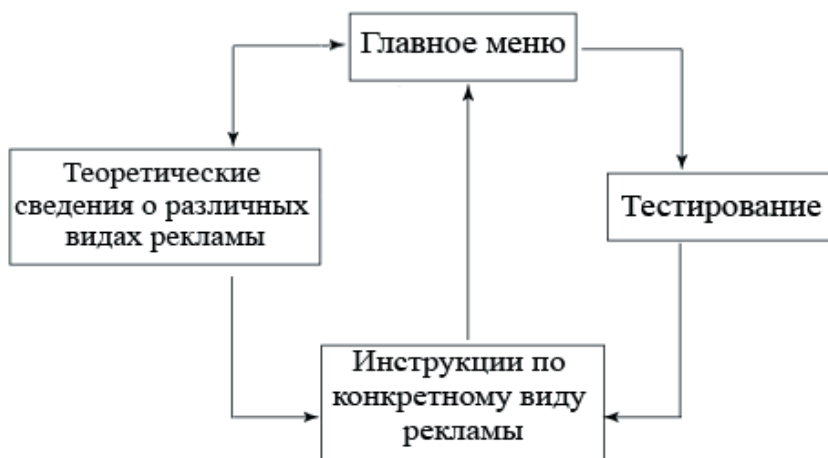 Главное меню
Теоретические
сведения о различных
видах рекламы
Тестирование
Инструкции по
конкретному виду
рекламы